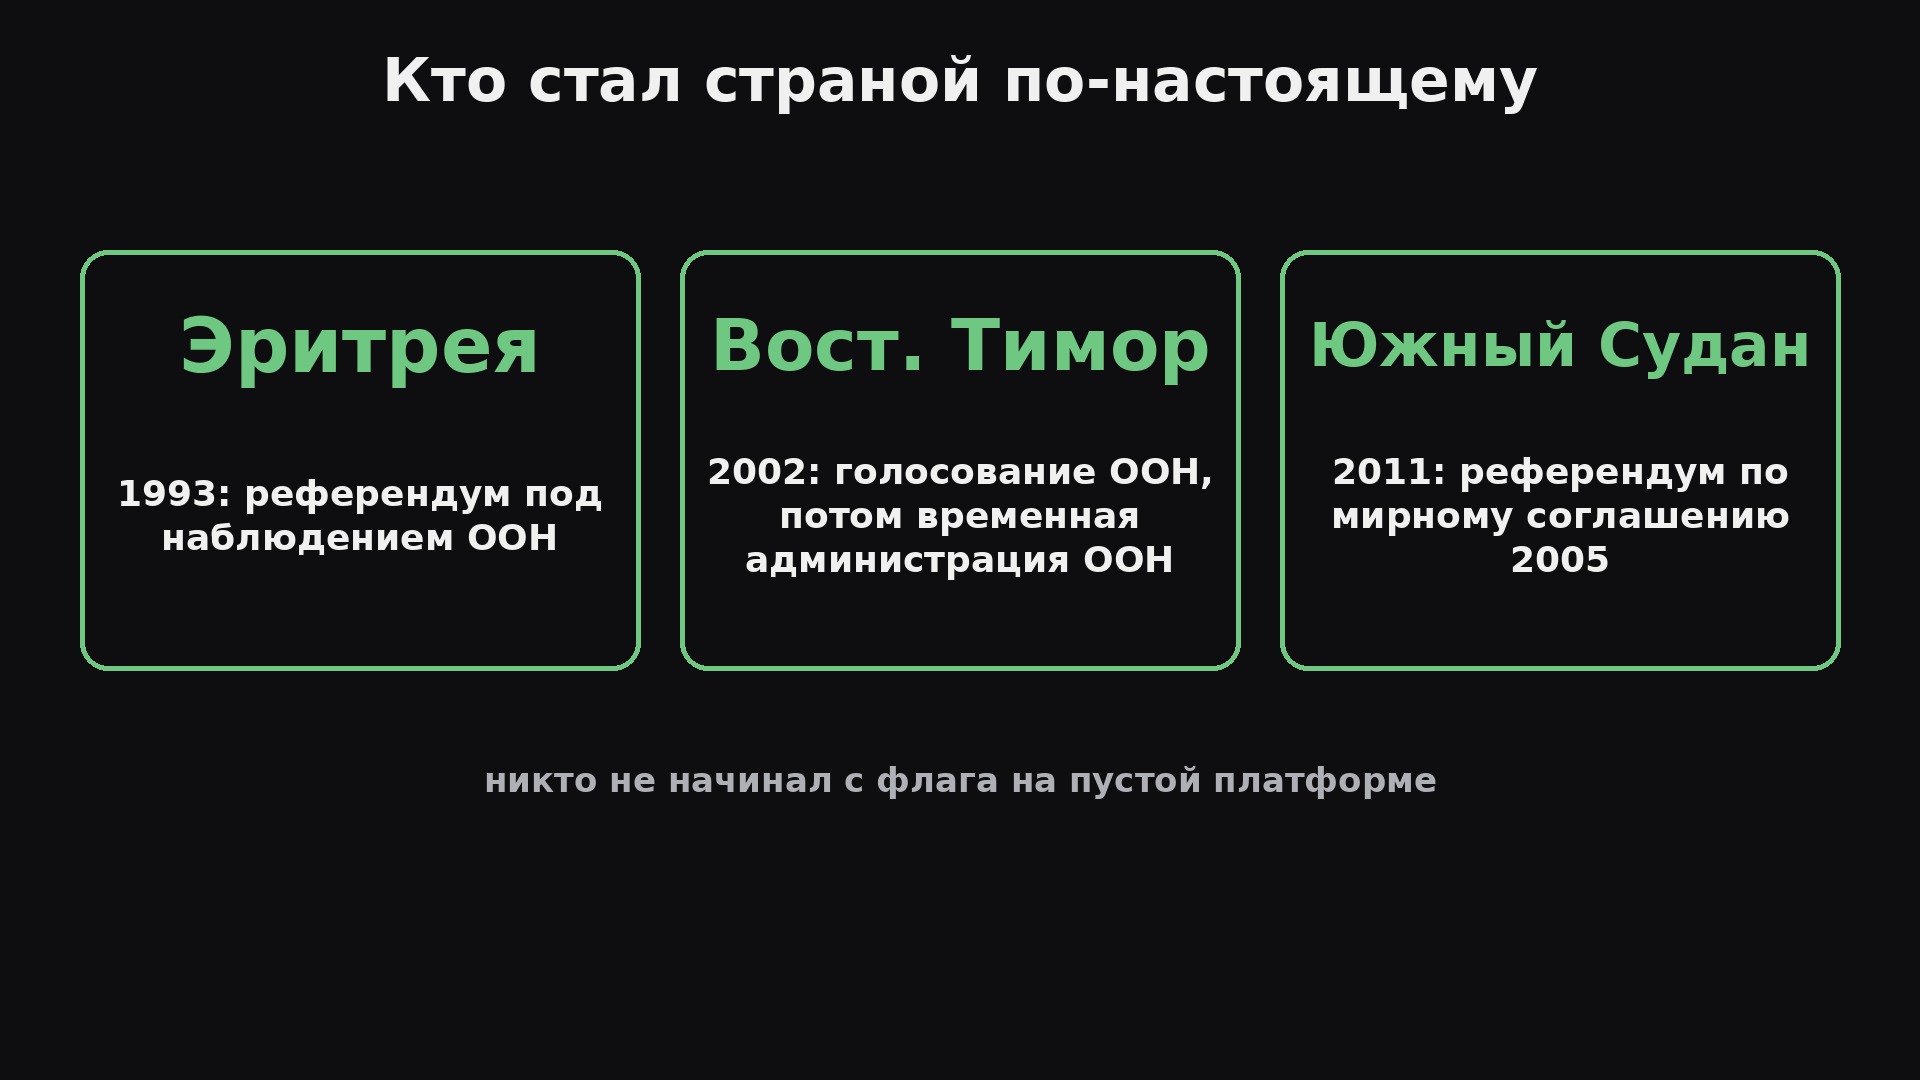 Кто стал страной по-настоящему
Эритрея
1993: референдум под
наблюдением ООН
Вост. Тимор
2002: голосование ООН,
потом временная
администрация ООН
Южный Судан
2011: референдум по
мирному соглашению
2005
никто не начинал с флага на пустой платформе